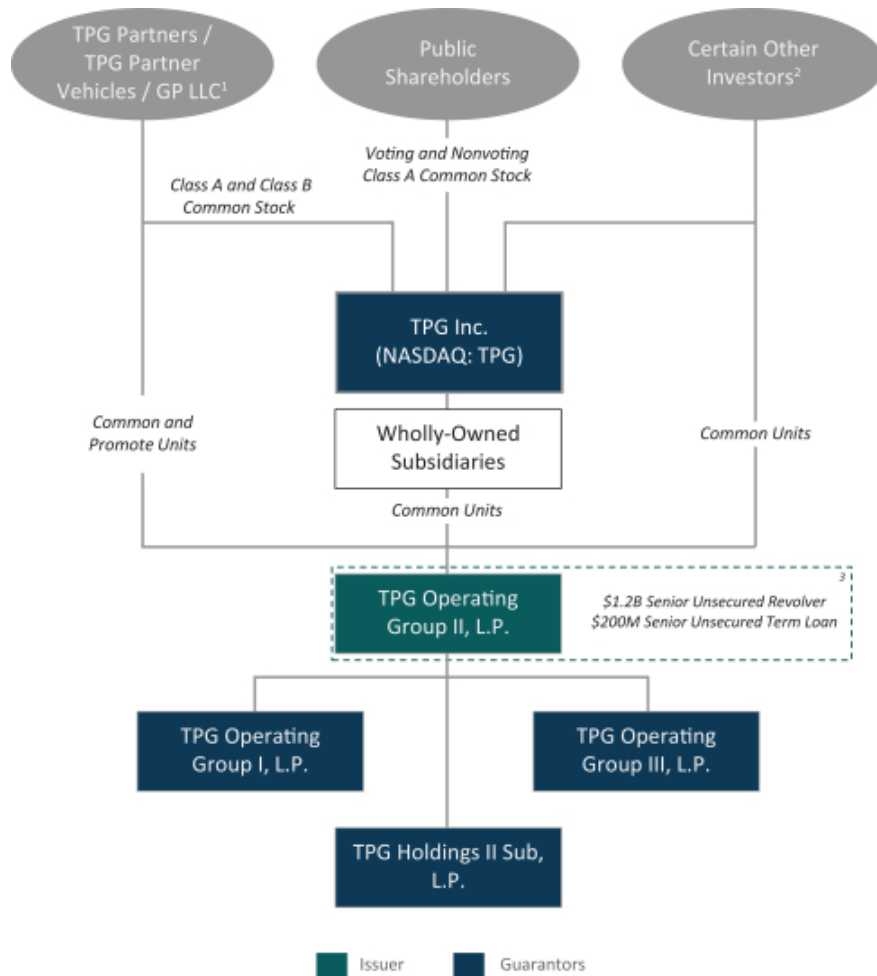 TPG Partners /
TPG Partner
Vehicles / GP LLC¹
Public
Shareholders
Certain Other
Investors²
Voting and Nonvoting
Class A Common Stock
Class A and Class B
Common Stock
TPG Inc.
(NASDAQ: TPG)
Common and
Promote Units
Wholly-Owned
Subsidiaries
Common Units
Common Units
3
TPG Operating
Group II, L.P.
$1.2B Senior Unsecured Revolver
$200M Senior Unsecured Term Loan
TPG Operating
Group I, L.P.
TPG Operating
Group III, L.P.
TPG Holdings II Sub,
L.P.
Issuer
Guarantors